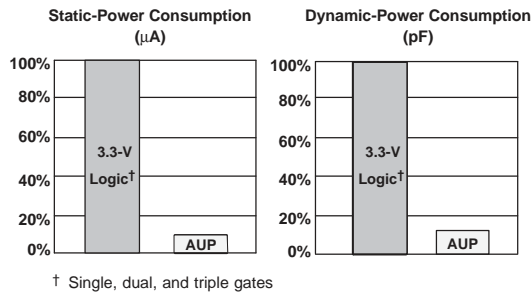 Static-Power Consumption
(μA)
100%
80%
60%
40%
20%
0%
3.3-V
Logic†
AUP
Dynamic-Power Consumption
(pF)
100%
80%
60%
40%
20%
0%
3.3-V
Logic†
AUP
† Single, dual, and triple gates